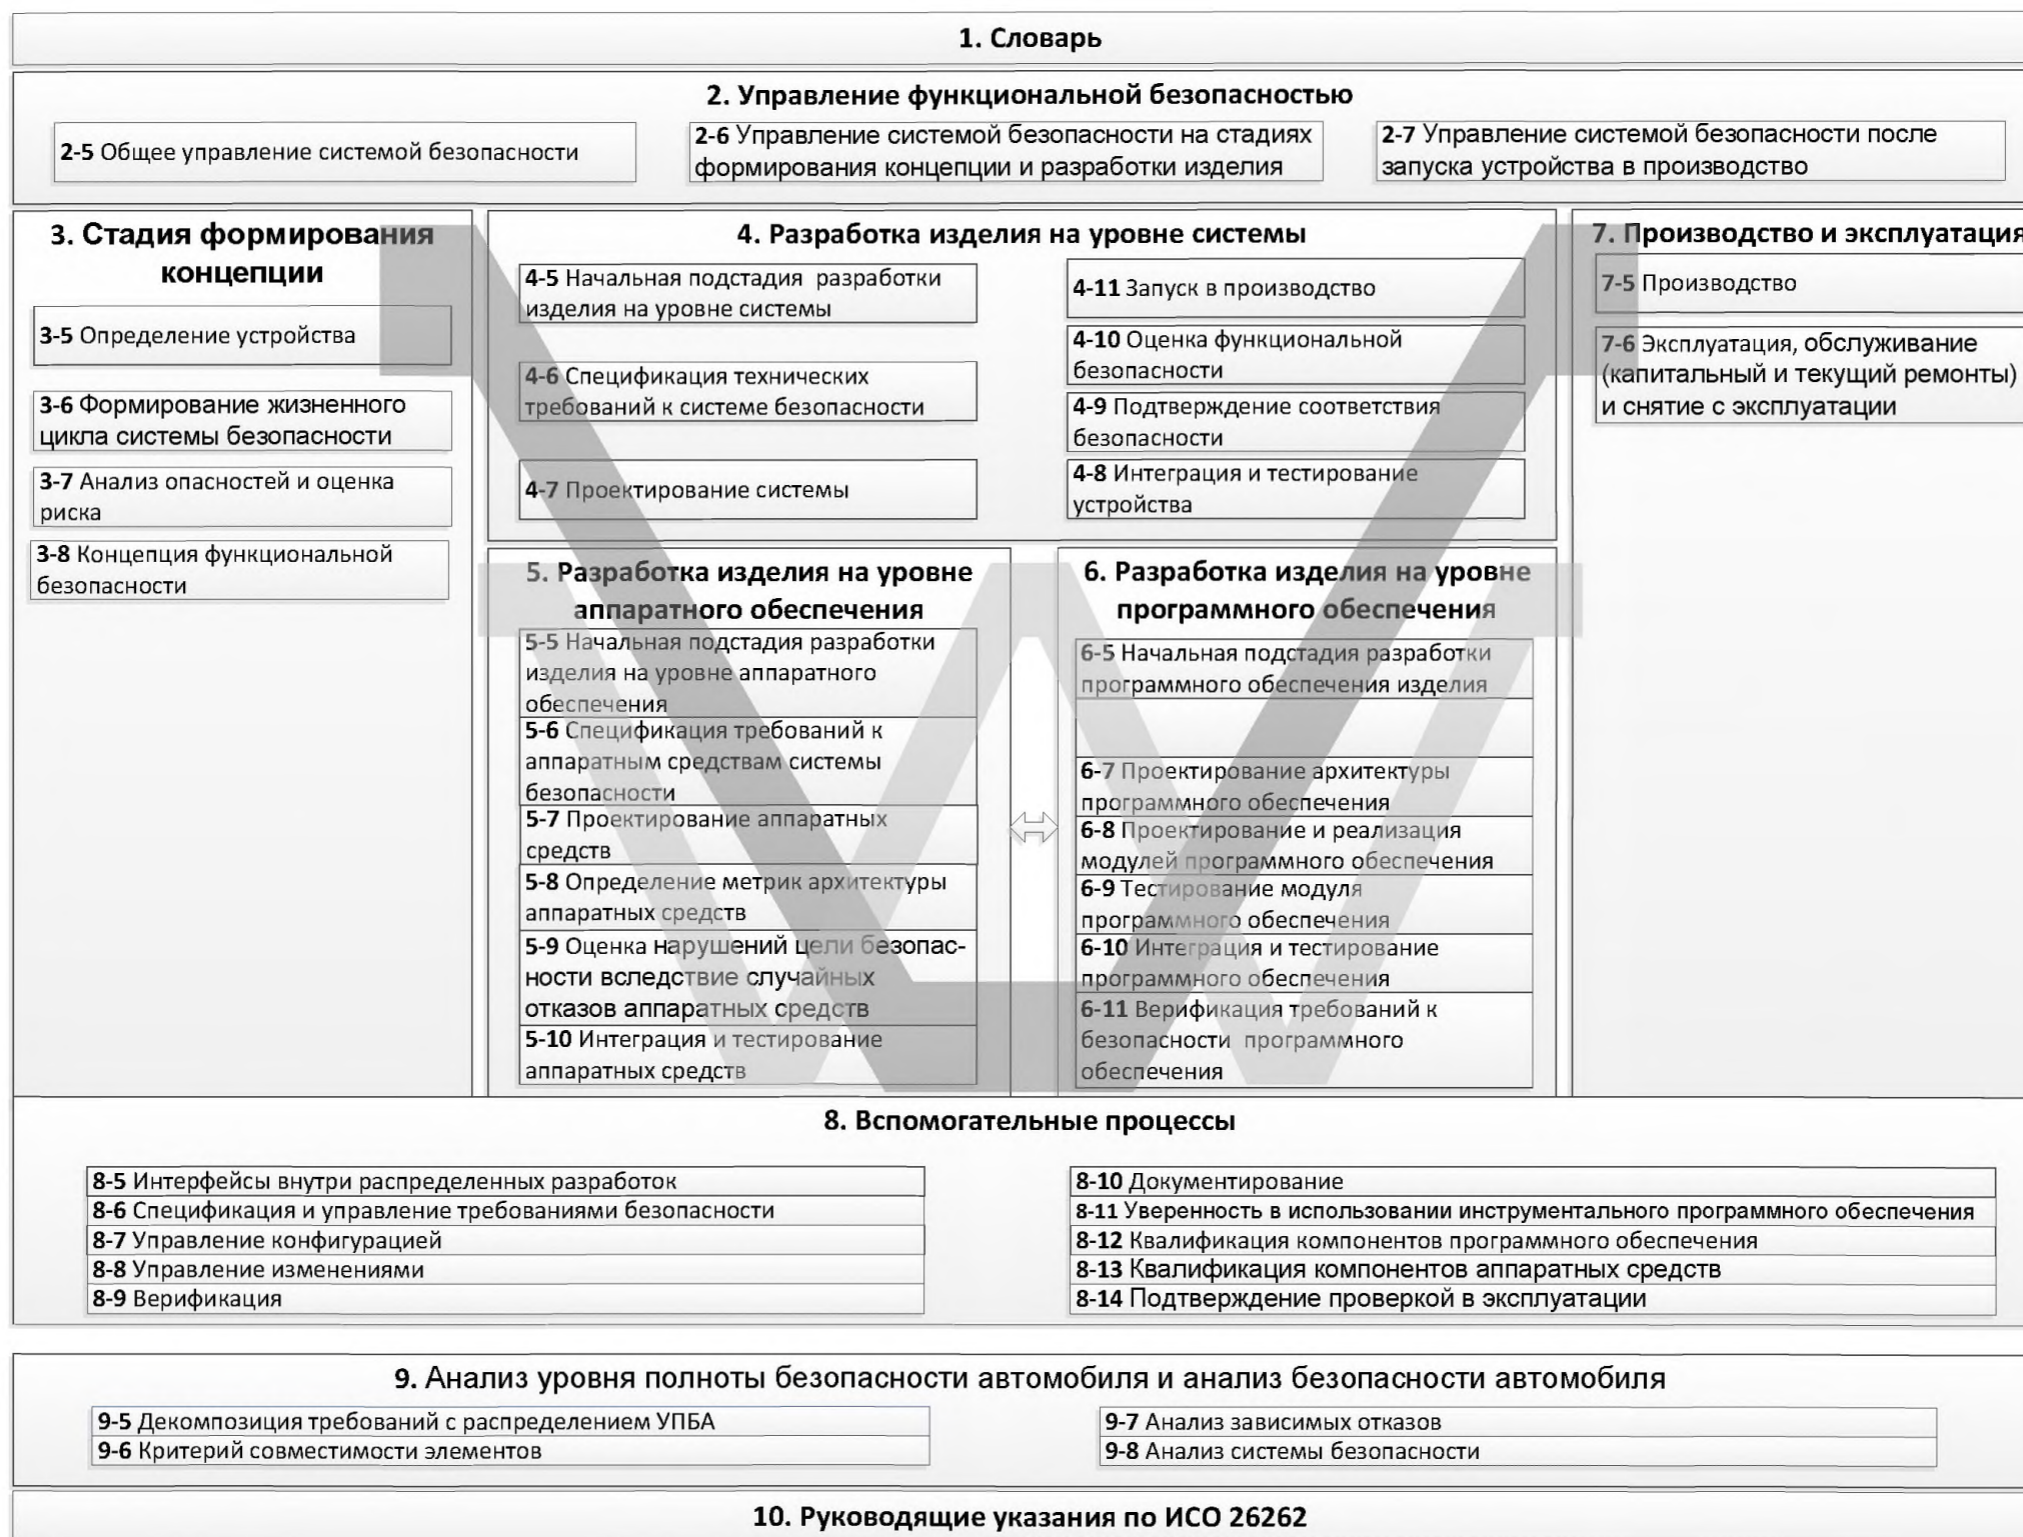 1. Словарь
2. Управление функциональной безопасностью
2-5 Общее управление системой безопасности
2-6 Управление системой безопасности на стадиях
формирования концепции и разработки изделия
2-7 Управление системой безопасности после
запуска устройства в производство
3. Стадия формирования
концепции
3-5 Определение устройства
3-6 Формирование жизненного
цикла системы безопасности
3-7 Анализ опасностей и оценка
риска
3-8 Концепция функциональной
безопасности
4. Разработка изделия на уровне системы
4-5 Начальная подстадия разработки
изделия на уровне системы
4-6 Спецификация технических
требований к системе безопасности
4-7 Проектирование системы
4-11 Запуск в производство
4-10 Оценка функциональной
безопасности
4-9 Подтверждение соответствия
безопасности
4-8 Интеграция и тестирование
устройства
5. Разработка изделия на уровне
аппаратного обеспечения
5-5 Начальная подстадия разработки
изделия на уровне аппаратного
обеспечения
5-6 Спецификация требований к
аппаратным средствам системы
безопасности
5-7 Проектирование аппаратных
средств
5-8 Определение метрик архитектуры
аппаратных средств
5-9 Оценка нарушений цели безопас-
ности вследствие случайных
отказов аппаратных средств
5-10 Интеграция и тестирование
аппаратных средств
6. Разработка изделия на уровне
программного обеспечения
6-5 Начальная подстадия разработки
программного обеспечения изделия
6-7 Проектирование архитектуры
программного обеспечения
6-8 Проектирование и реализация
модулей программного обеспечения
6-9 Тестирование модуля
программного обеспечения
6-10 Интеграция и тестирование
программного обеспечения
6-11 Верификация требований к
безопасности программного
обеспечения
7. Производство и эксплуатация
7-5 Производство
7-6 Эксплуатация, обслуживание
(капитальный и текущий ремонты)
и снятие с эксплуатации
8. Вспомогательные процессы
8-5 Интерфейсы внутри распределенных разработок
8-6 Спецификация и управление требованиями безопасности
8-7 Управление конфигурацией
8-8 Управление изменениями
8-9 Верификация
8-10 Документирование
8-11 Уверенность в использовании инструментального программного обеспечения
8-12 Квалификация компонентов программного обеспечения
8-13 Квалификация компонентов аппаратных средств
8-14 Подтверждение проверкой в эксплуатации
9. Анализ уровня полноты безопасности автомобиля и анализ безопасности автомобиля
9-5 Декомпозиция требований с распределением УПБА
9-6 Критерий совместимости элементов
9-7 Анализ зависимых отказов
9-8 Анализ системы безопасности
10. Руководящие указания по ИСО 26262